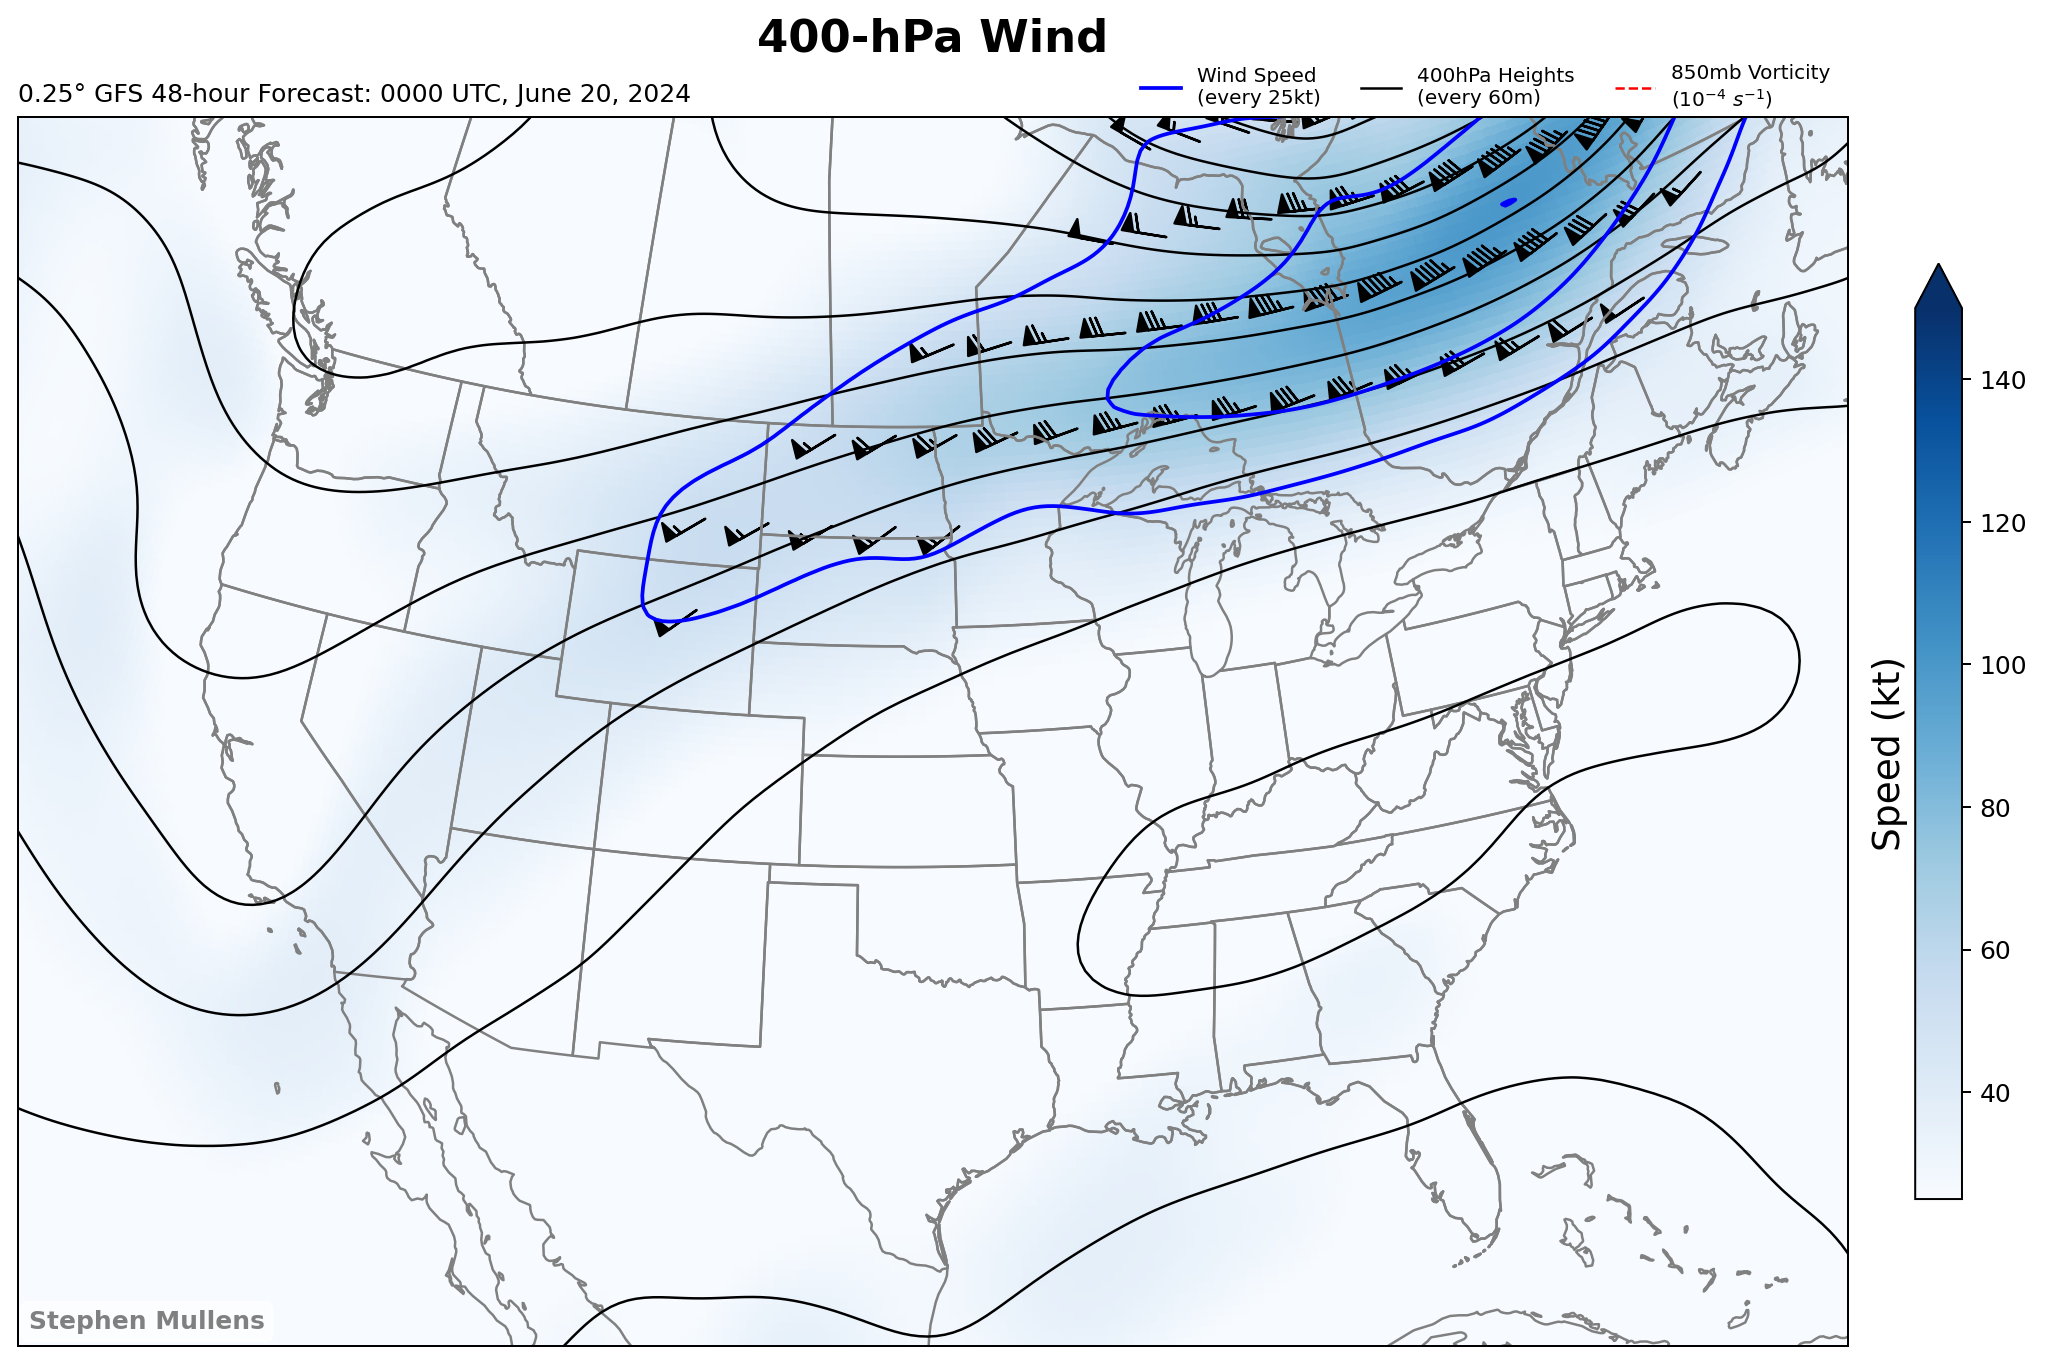 400-hPa Wind
0.25° GFS 48-hour Forecast: 0000 UTC, June 20, 2024
Wind Speed
(every 25kt)
400hPa Heights
(every 60m)
850mb Vorticity
(10⁻⁴ s⁻¹)
140
120
100
80
60
40
Speed (kt)
Stephen Mullens